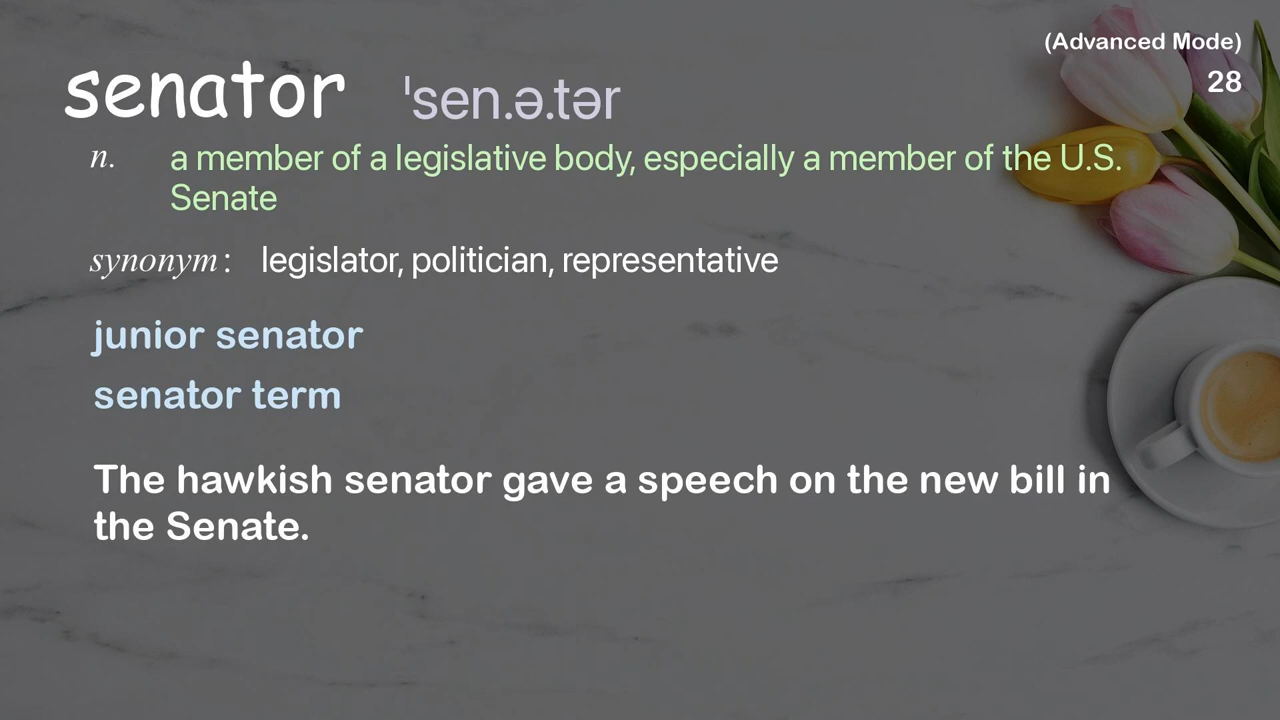 (Advanced Mode)
28
senator ˈsen.ə.tər
n. a member of a legislative body, especially a member of the U.S.
Senate
synonym : legislator, politician, representative
junior senator
senator term
The hawkish senator gave a speech on the new bill in
the Senate.